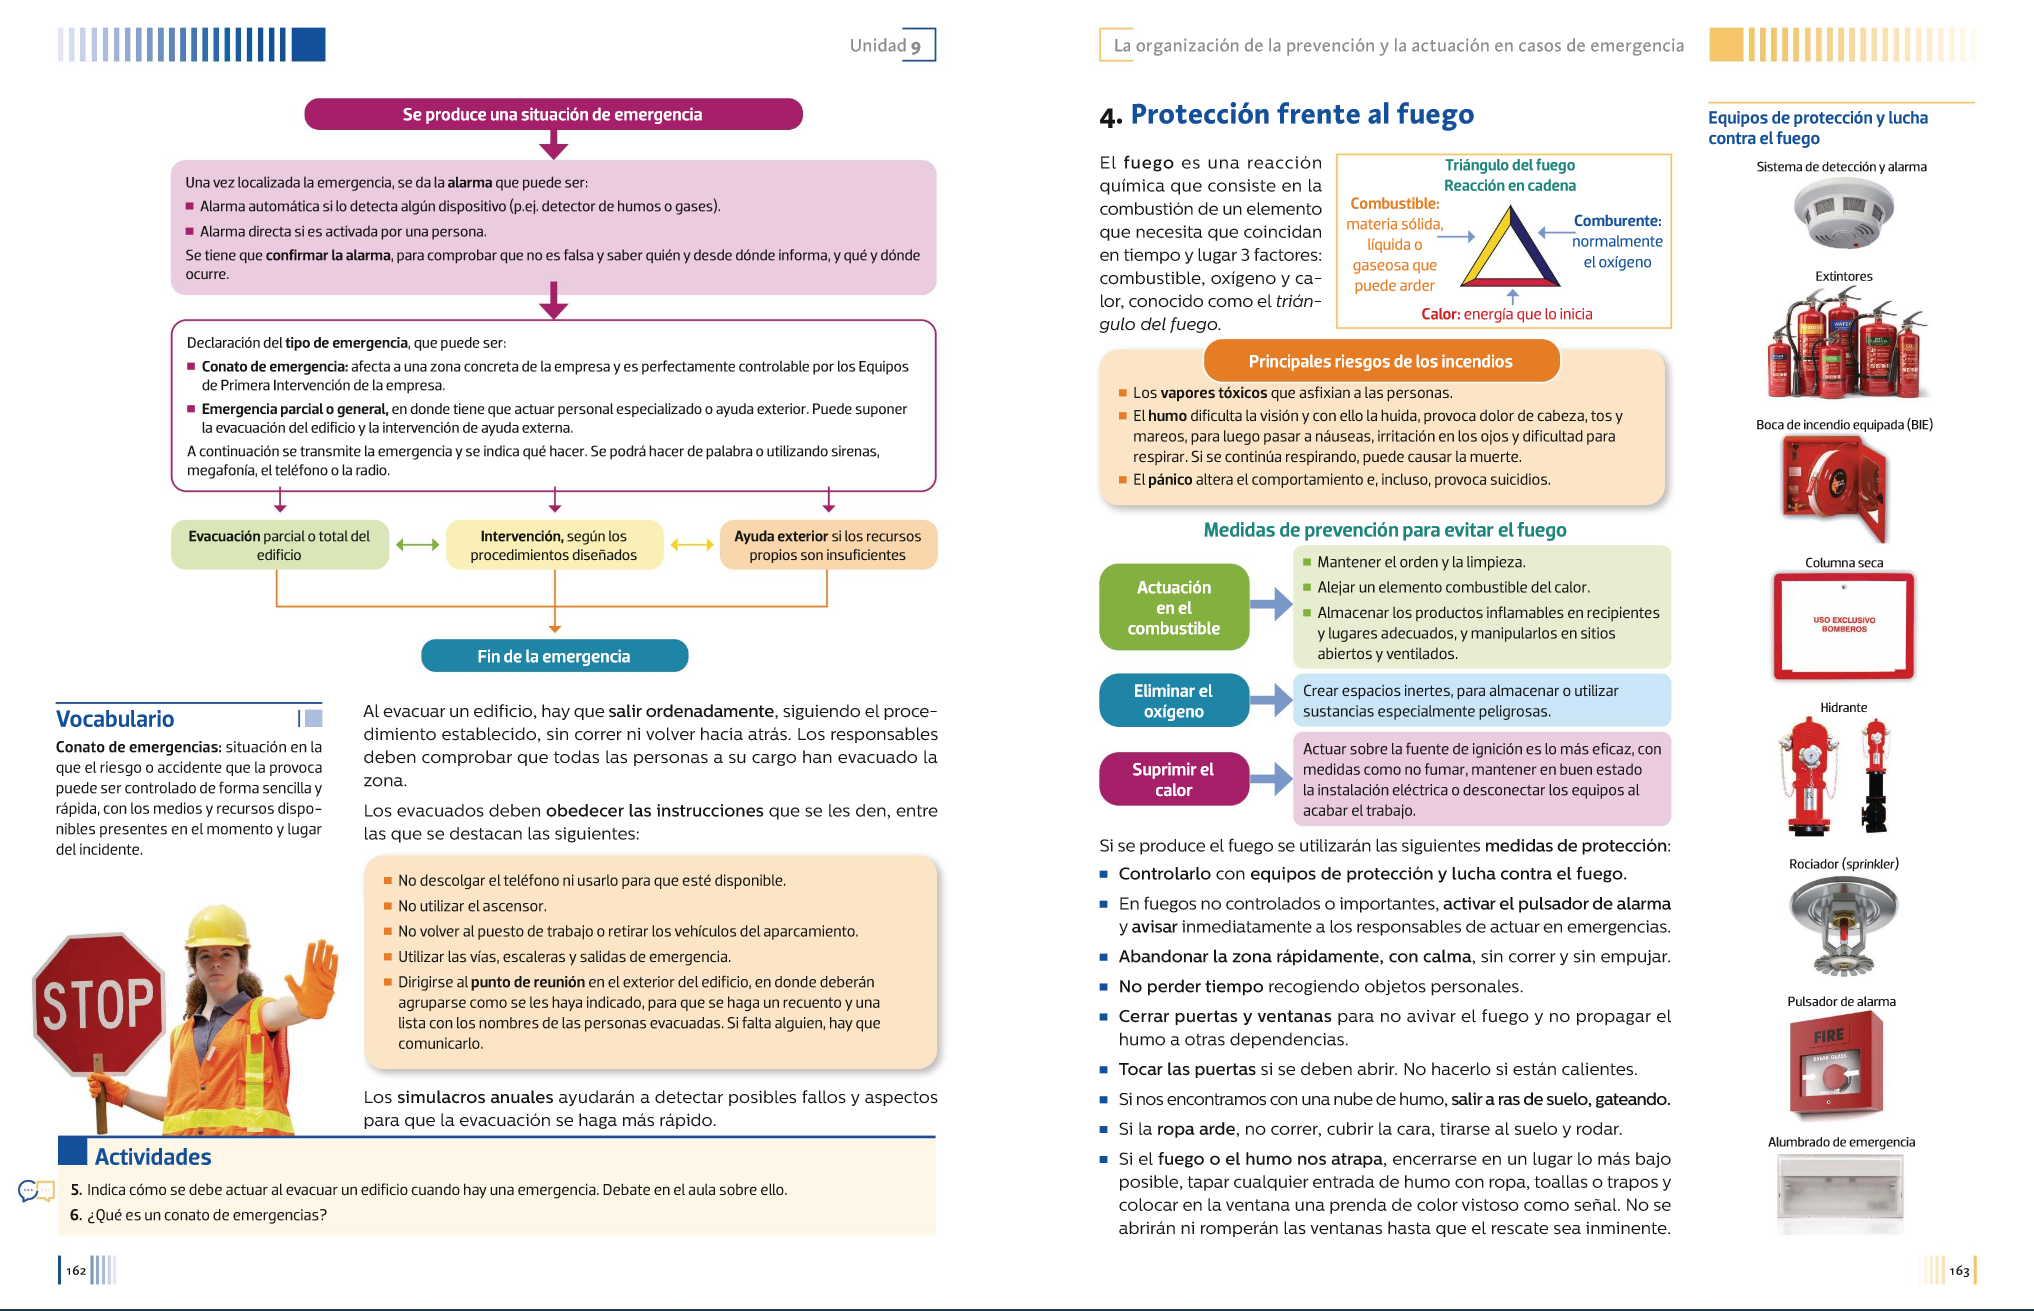 Unidad 9
Se produce una situación de emergencia
Una vez localizada la emergencia, se da la alarma que puede ser:
Alarma automática si lo detecta algún dispositivo (p.ej. detector de humos o gases).
Alarma directa si es activada por una persona.
Se tiene que confirmar la alarma, para comprobar que no es falsa y saber quién y desde dónde informa, y qué y dónde
ocurre.
Declaración del tipo de emergencia, que puede ser:
Conato de emergencia: afecta a una zona concreta de la empresa y es perfectamente controlable por los Equipos
de Primera Intervención de la empresa.
Emergencia parcial o general, en donde tiene que actuar personal especializado o ayuda exterior. Puede suponer
la evacuación del edificio y la intervención de ayuda externa.
A continuación se transmite la emergencia y se indica qué hacer. Se podrá hacer de palabra o utilizando sirenas,
megafonía, el teléfono o la radio.
Evacuación parcial o total del
edificio
Intervención, según los
procedimientos diseñados
Ayuda exterior si los recursos
propios son insuficientes
Fin de la emergencia
Vocabulario
Conato de emergencias: situación en la
que el riesgo o accidente que la provoca
puede ser controlado de forma sencilla y
rápida, con los medios y recursos dispo-
nibles presentes en el momento y lugar
del incidente.
STOP
Al evacuar un edificio, hay que salir ordenadamente, siguiendo el proce-
dimiento establecido, sin correr ni volver hacia atrás. Los responsables
deben comprobar que todas las personas a su cargo han evacuado la
zona.
Los evacuados deben obedecer las instrucciones que se les den, entre
las que se destacan las siguientes:
No descolgar el teléfono ni usarlo para que esté disponible.
No utilizar el ascensor.
No volver al puesto de trabajo o retirar los vehículos del aparcamiento.
Utilizar las vías, escaleras y salidas de emergencia.
Dirigirse al punto de reunión en el exterior del edificio, en donde deberán
agruparse como se les haya indicado, para que se haga un recuento y una
lista con los nombres de las personas evacuadas. Si falta alguien, hay que
comunicarlo.
Los simulacros anuales ayudarán a detectar posibles fallos y aspectos
para que la evacuación se haga más rápido.
Actividades
5. Indica cómo se debe actuar al evacuar un edificio cuando hay una emergencia. Debate en el aula sobre ello.
6. ¿Qué es un conato de emergencias?
162
La organización de la prevención y la actuación en casos de emergencia
4. Protección frente al fuego
El fuego es una reacción
química que consiste en la
combustión de un elemento
que necesita que coincidan
en tiempo y lugar 3 factores:
combustible, oxígeno y ca-
lor, conocido como el trián-
gulo del fuego.
Triángulo del fuego
Reacción en cadena
Combustible:
materia sólida,
líquida o
gaseosa que
puede arder
Comburente:
normalmente
el oxígeno
Calor: energía que lo inicia
Principales riesgos de los incendios
Los vapores tóxicos que asfixian a las personas.
El humo dificulta la visión y con ello la huida, provoca dolor de cabeza, tos y
mareos, para luego pasar a náuseas, irritación en los ojos y dificultad para
respirar. Si se continúa respirando, puede causar la muerte.
El pánico altera el comportamiento e, incluso, provoca suicidios.
Medidas de prevención para evitar el fuego
Actuación
en el
combustible
Mantener el orden y la limpieza.
Alejar un elemento combustible del calor.
Almacenar los productos inflamables en recipientes
y lugares adecuados, y manipularlos en sitios
abiertos y ventilados.
Eliminar el
oxígeno
Crear espacios inertes, para almacenar o utilizar
sustancias especialmente peligrosas.
Suprimir el
calor
Actuar sobre la fuente de ignición es lo más eficaz, con
medidas como no fumar, mantener en buen estado
la instalación eléctrica o desconectar los equipos al
acabar el trabajo.
Si se produce el fuego se utilizarán las siguientes medidas de protección:
Controlarlo con equipos de protección y lucha contra el fuego.
En fuegos no controlados o importantes, activar el pulsador de alarma
y avisar inmediatamente a los responsables de actuar en emergencias.
Abandonar la zona rápidamente, con calma, sin correr y sin empujar.
No perder tiempo recogiendo objetos personales.
Cerrar puertas y ventanas para no avivar el fuego y no propagar el
humo a otras dependencias.
Tocar las puertas si se deben abrir. No hacerlo si están calientes.
Si nos encontramos con una nube de humo, salir a ras de suelo, gateando.
Si la ropa arde, no correr, cubrir la cara, tirarse al suelo y rodar.
Si el fuego o el humo nos atrapa, encerrarse en un lugar lo más bajo
posible, tapar cualquier entrada de humo con ropa, toallas o trapos y
colocar en la ventana una prenda de color vistoso como señal. No se
abrirán ni romperán las ventanas hasta que el rescate sea inminente.
Equipos de protección y lucha
contra el fuego
Sistema de detección y alarma
Extintores
POWDER
WATER
Boca de incendio equipada (BIE)
Columna seca
USO EXCLUSIVO
BOMBEROS
Hidrante
Rociador (sprinkler)
Pulsador de alarma
FIRE
BREAK GLASS
Alumbrado de emergencia
163